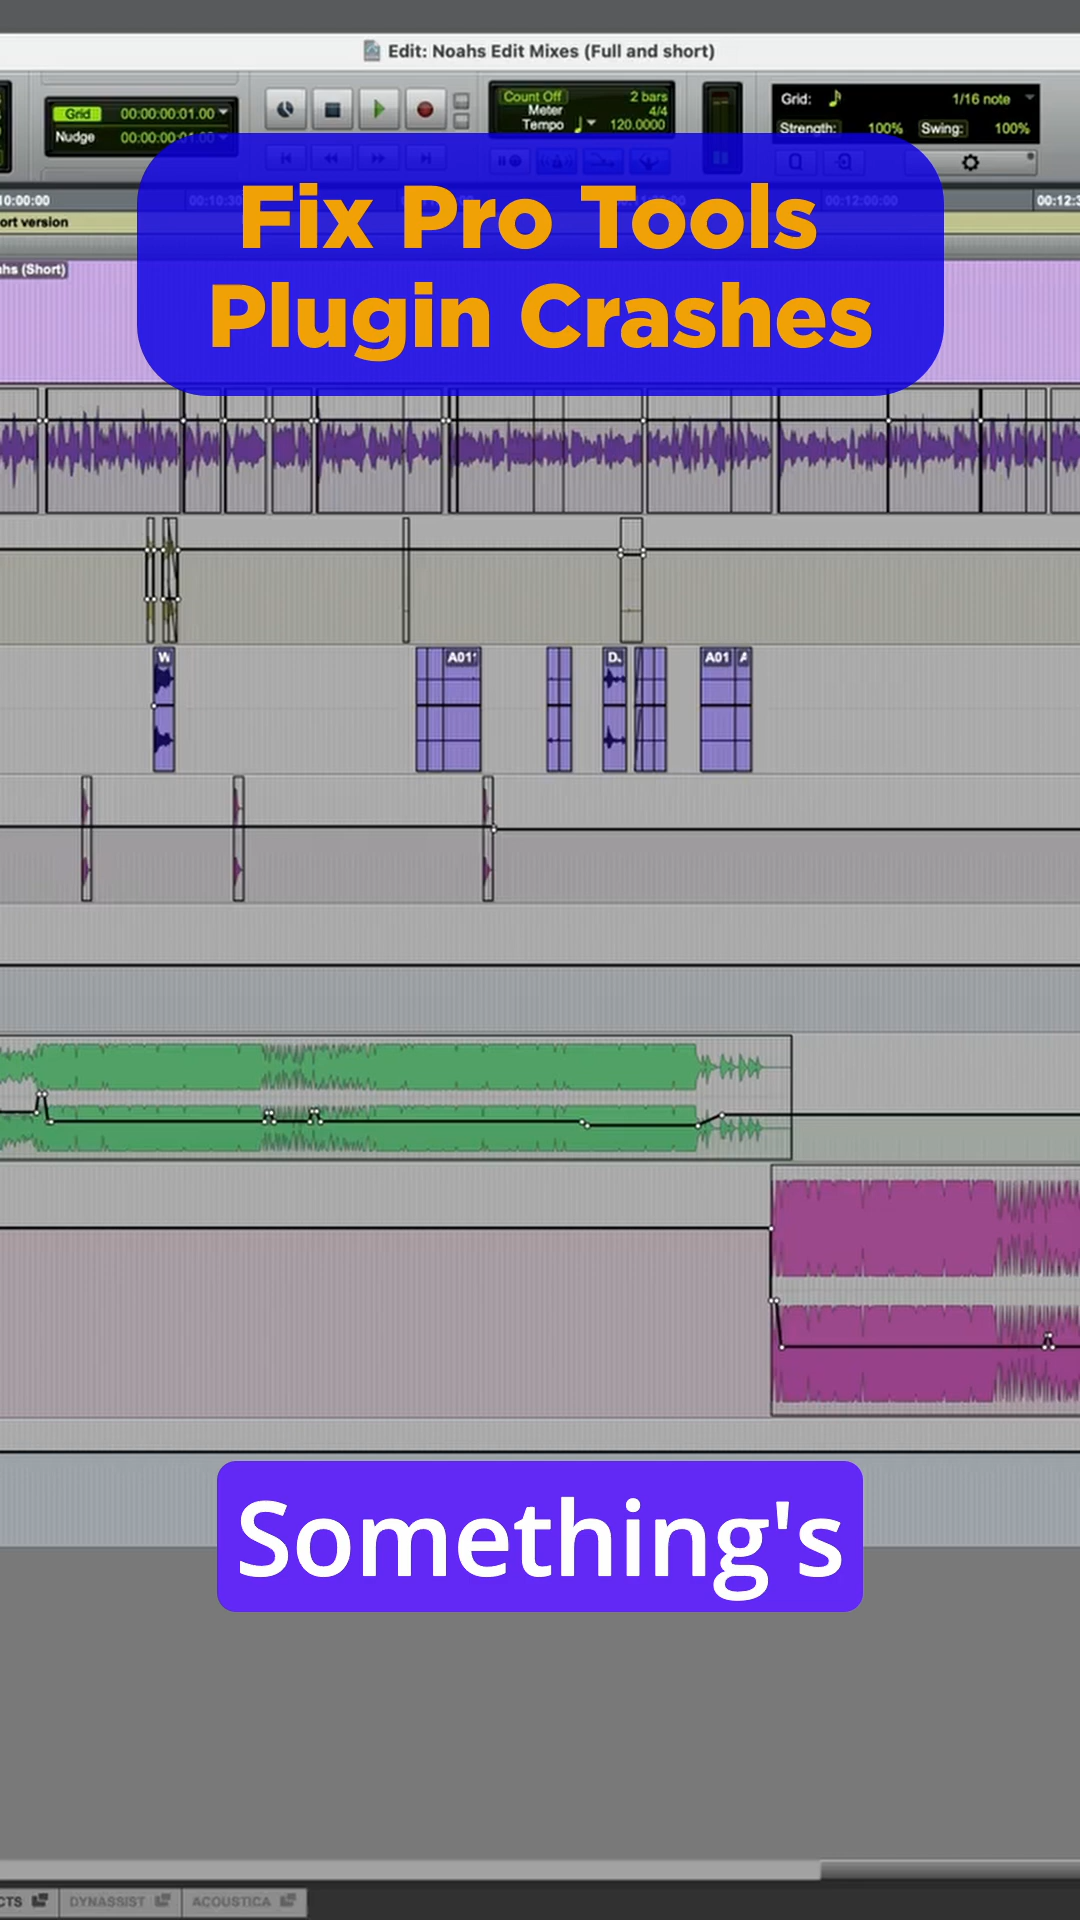 Edit: Noahs Edit Mixes (Full and short)
Grid 00:00:00:01.00
Nudge 00:00:00:01.00
Count Off 2 bars
Meter 4/4
Tempo 120.0000
Grid: 1/16 note
Strength: 100% Swing: 100%
Fix Pro Tools
Plugin Crashes
10:00:00 00:10:30 00:12:00:00 00:12:3
ort version
ahs (Short)
W A01 D. A01 A
Something's
CTS DYNASSIST ACOUSTICA